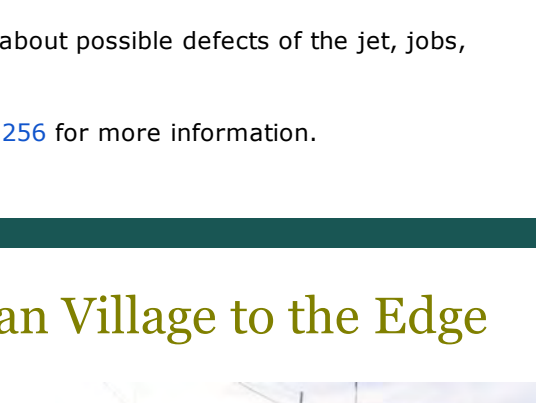 about possible defects of the jet, jobs,
256 for more information.
an Village to the Edge